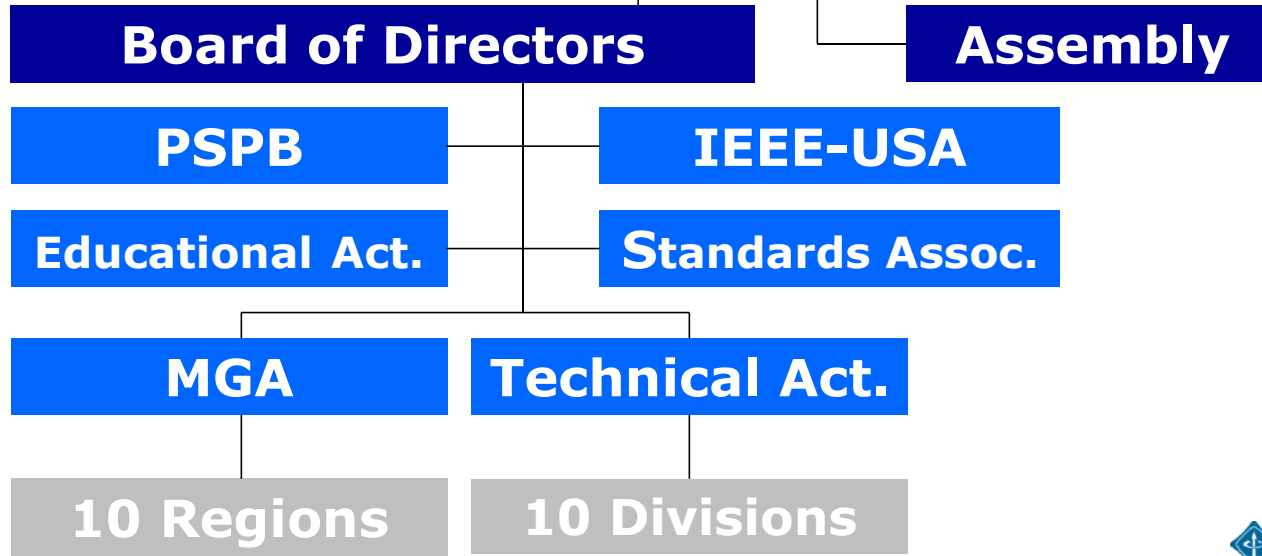 Board of Directors
Assembly
PSPB
IEEE-USA
Educational Act.
Standards Assoc.
MGA
Technical Act.
10 Regions
10 Divisions